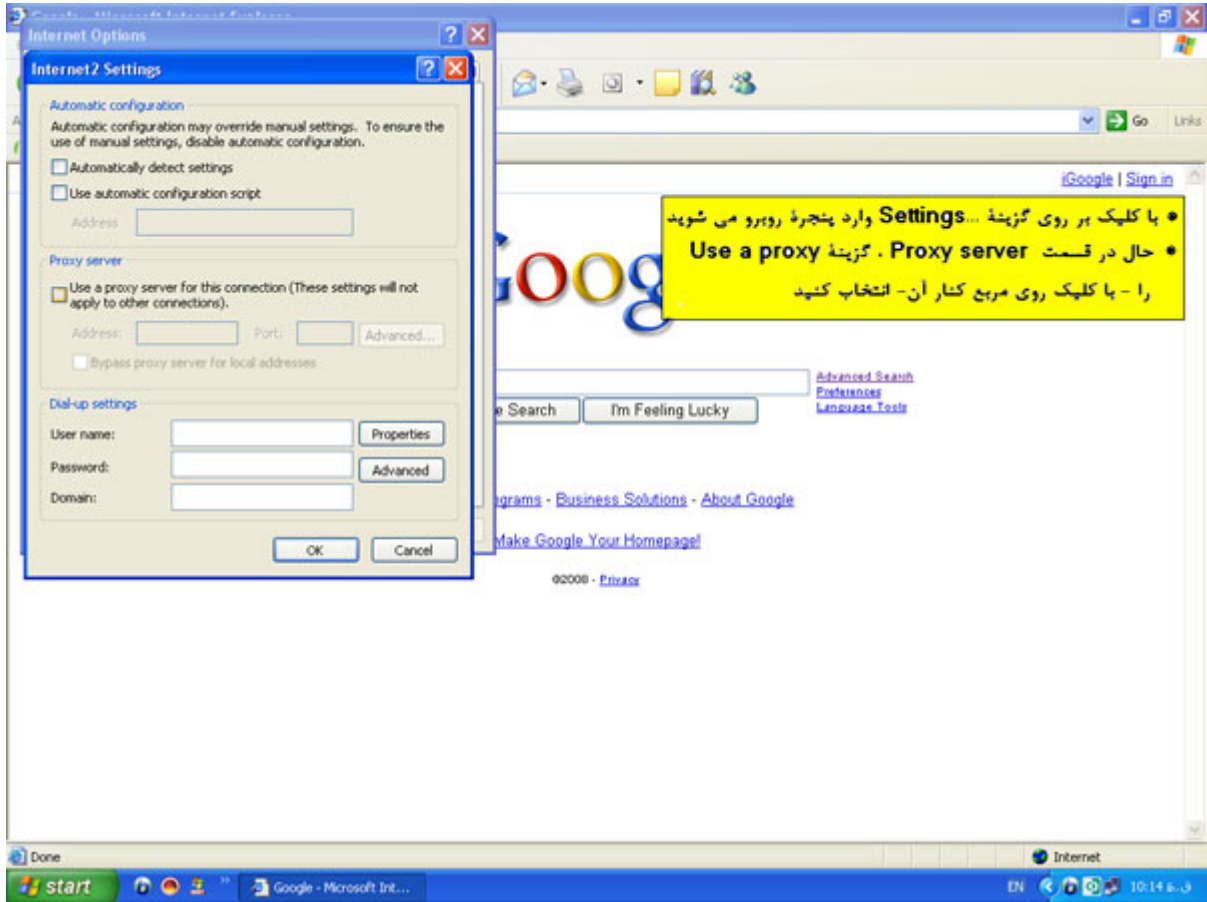 Google - Microsoft Internet Explorer
Internet Options
Internet2 Settings
Automatic configuration
Automatic configuration may override manual settings. To ensure the
use of manual settings, disable automatic configuration.
Automatically detect settings
Use automatic configuration script
Address
Proxy server
Use a proxy server for this connection (These settings will not
apply to other connections).
Address:
Port:
Advanced...
Bypass proxy server for local addresses
Dial-up settings
User name:
Properties
Password:
Advanced
Domain:
OK
Cancel
Go
Links
iGoogle | Sign in
• با کلیک بر روی گزینهٔ ...Settings وارد پنجرهٔ روبرو می شوید
• حال در قسمت Proxy server . گزینهٔ Use a proxy
را - با کلیک روی مربع کنار آن- انتخاب کنید
Goog
e Search
I'm Feeling Lucky
Advanced Search
Preferences
Language Tools
grams - Business Solutions - About Google
Make Google Your Homepage!
©2008 - Privacy
Done
Internet
start
Google - Microsoft Int...
EN
10:14 ق.ظ